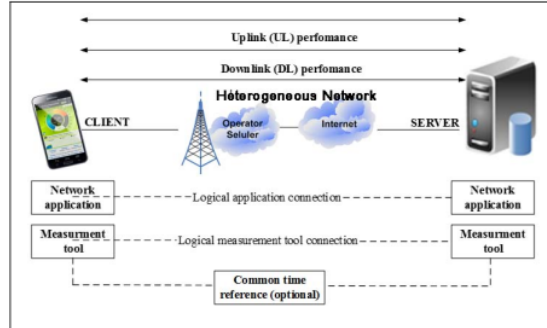 Uplink (UL) perfomance
Downlink (DL) perfomance
Heterogeneous Network
CLIENT
Operator
Seluler
Internet
SERVER
Network
application
Logical application connection
Network
application
Measurment
tool
Logical measurement tool connection
Measurment
tool
Common time
reference (optional)